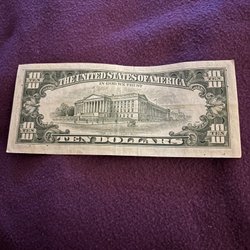 10 10
THE UNITED STATES OF AMERICA
IN GOD WE TRUST
TEN DOLLARS
10 10